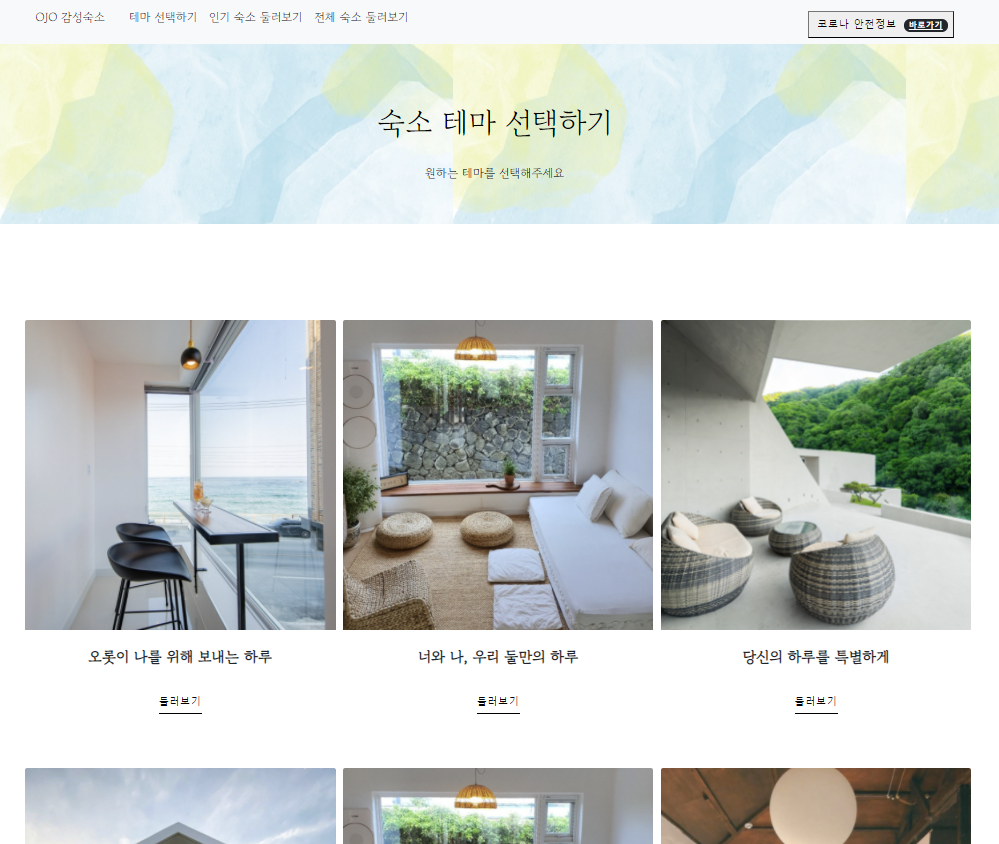 OJO 감성숙소 테마 선택하기 인기 숙소 둘러보기 전체 숙소 둘러보기
코로나 안전정보 바로가기
숙소 테마 선택하기
원하는 테마를 선택해주세요
오롯이 나를 위해 보내는 하루
너와 나, 우리 둘만의 하루
당신의 하루를 특별하게
둘러보기
둘러보기
둘러보기